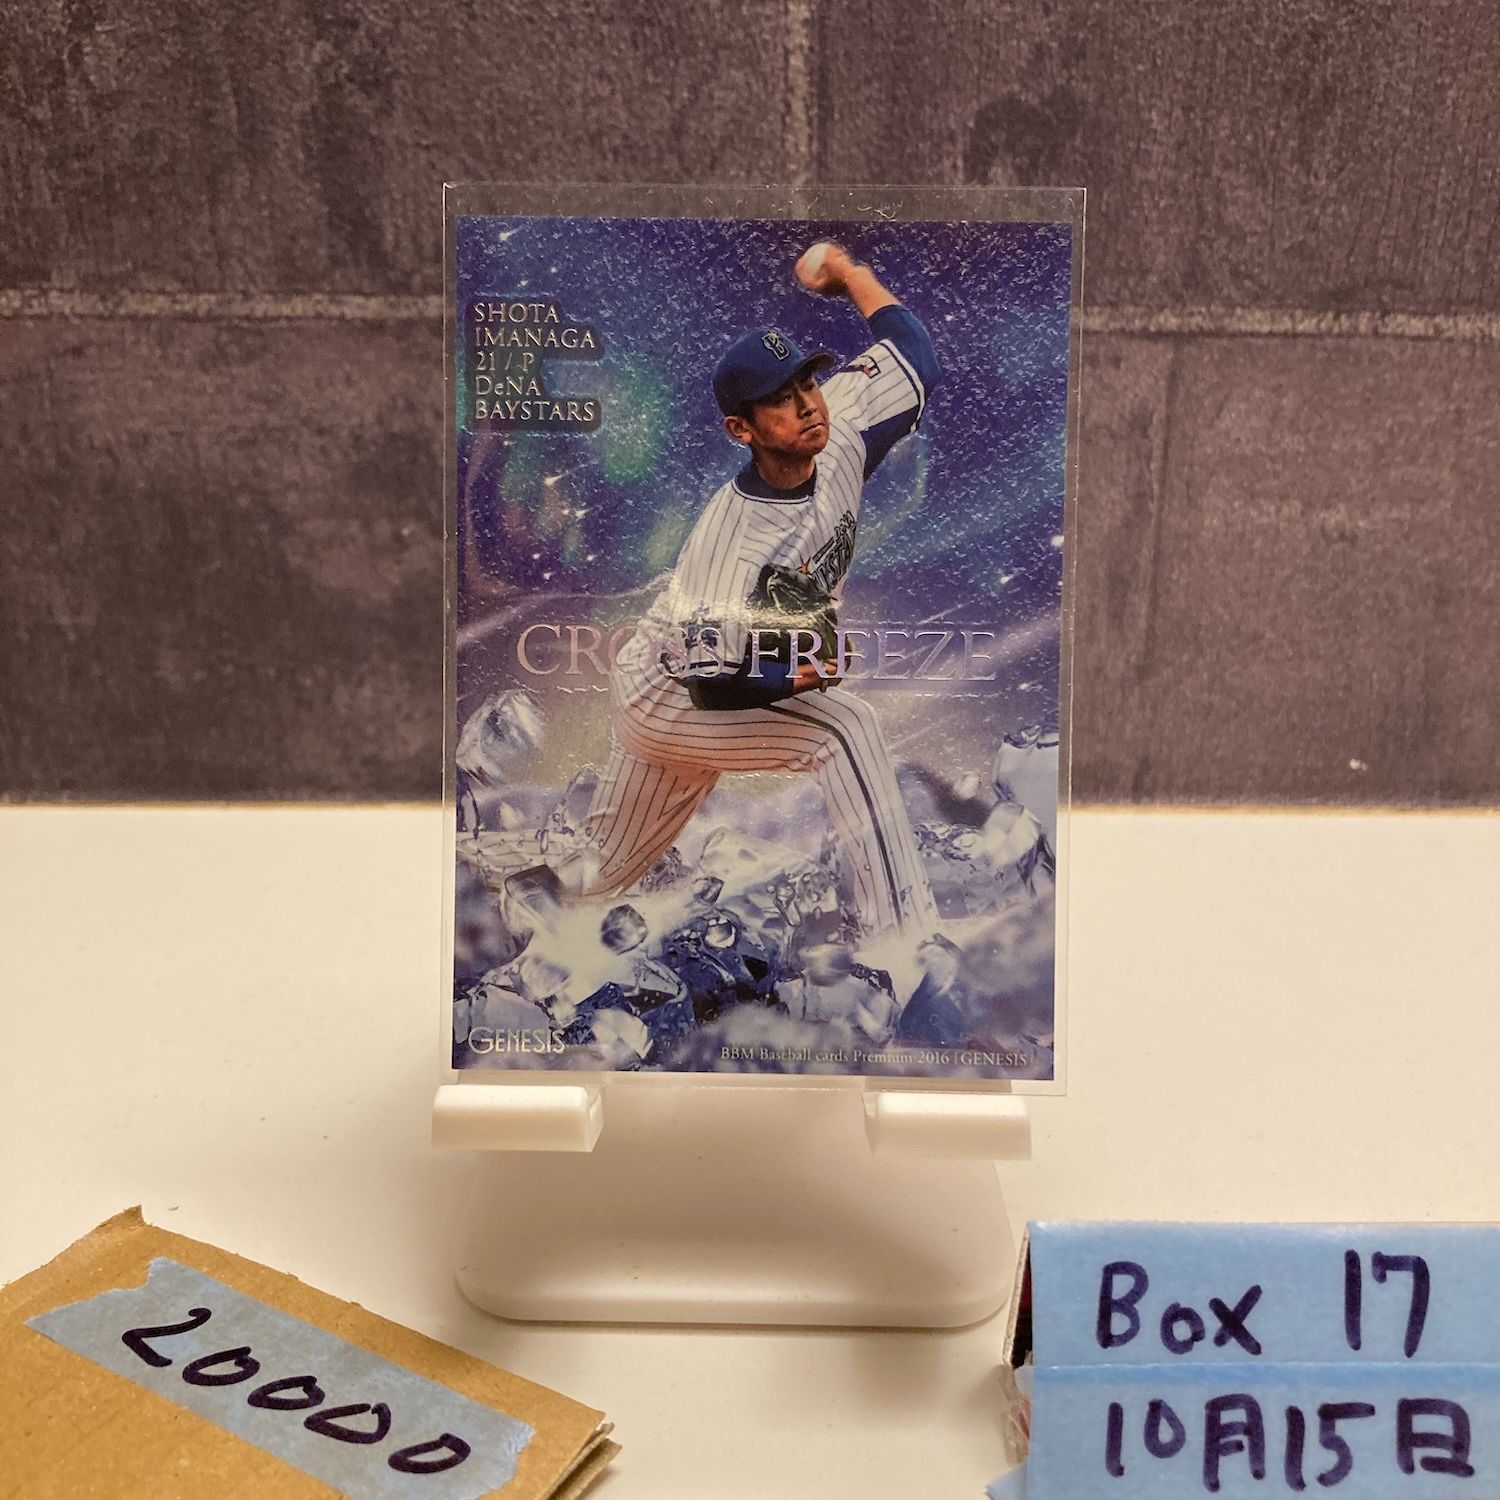 SHOTA
IMANAGA
21 / P
DeNA
BAYSTARS
CROSS FREEZE
GENESIS
BBM Baseball cards Premium 2016 [GENESIS]
20000
Box 17
10月15日